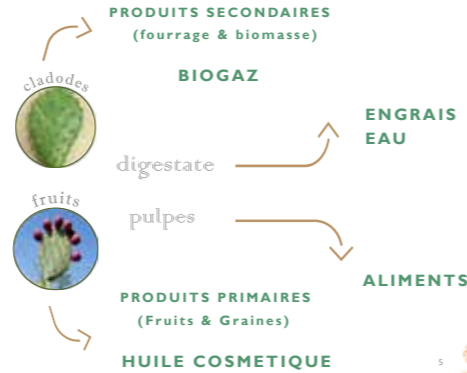 PRODUITS SECONDAIRES
(fourrage & biomasse)
BIOGAZ
cladodes
ENGRAIS
EAU
digestate
fruits
pulpes
ALIMENTS
PRODUITS PRIMAIRES
(Fruits & Graines)
HUILE COSMETIQUE
5